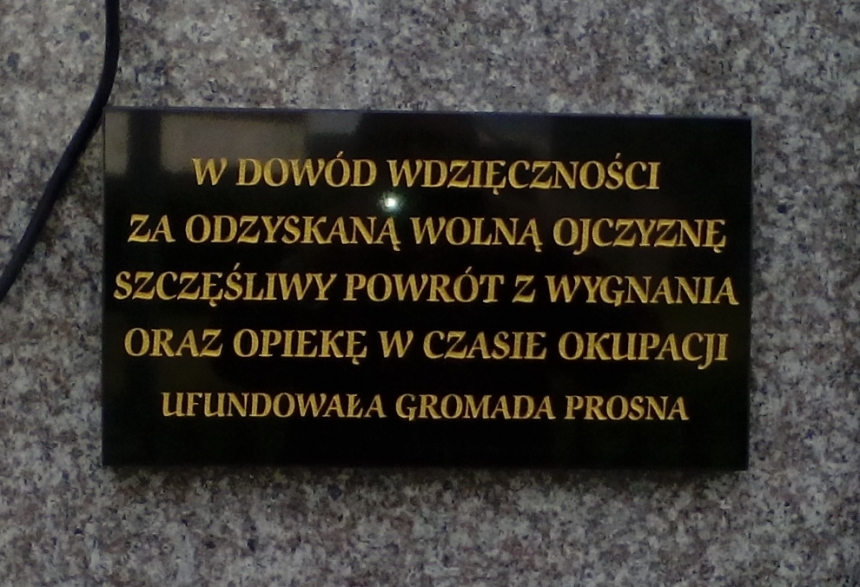 W DOWÓD WDZIĘCZNOŚCI
ZA ODZYSKANĄ WOLNĄ OJCZYZNĘ
SZCZĘŚLIWY POWRÓT Z WYGNANIA
ORAZ OPIEKĘ W CZASIE OKUPACJI
UFUNDOWAŁA GROMADA PROSNA